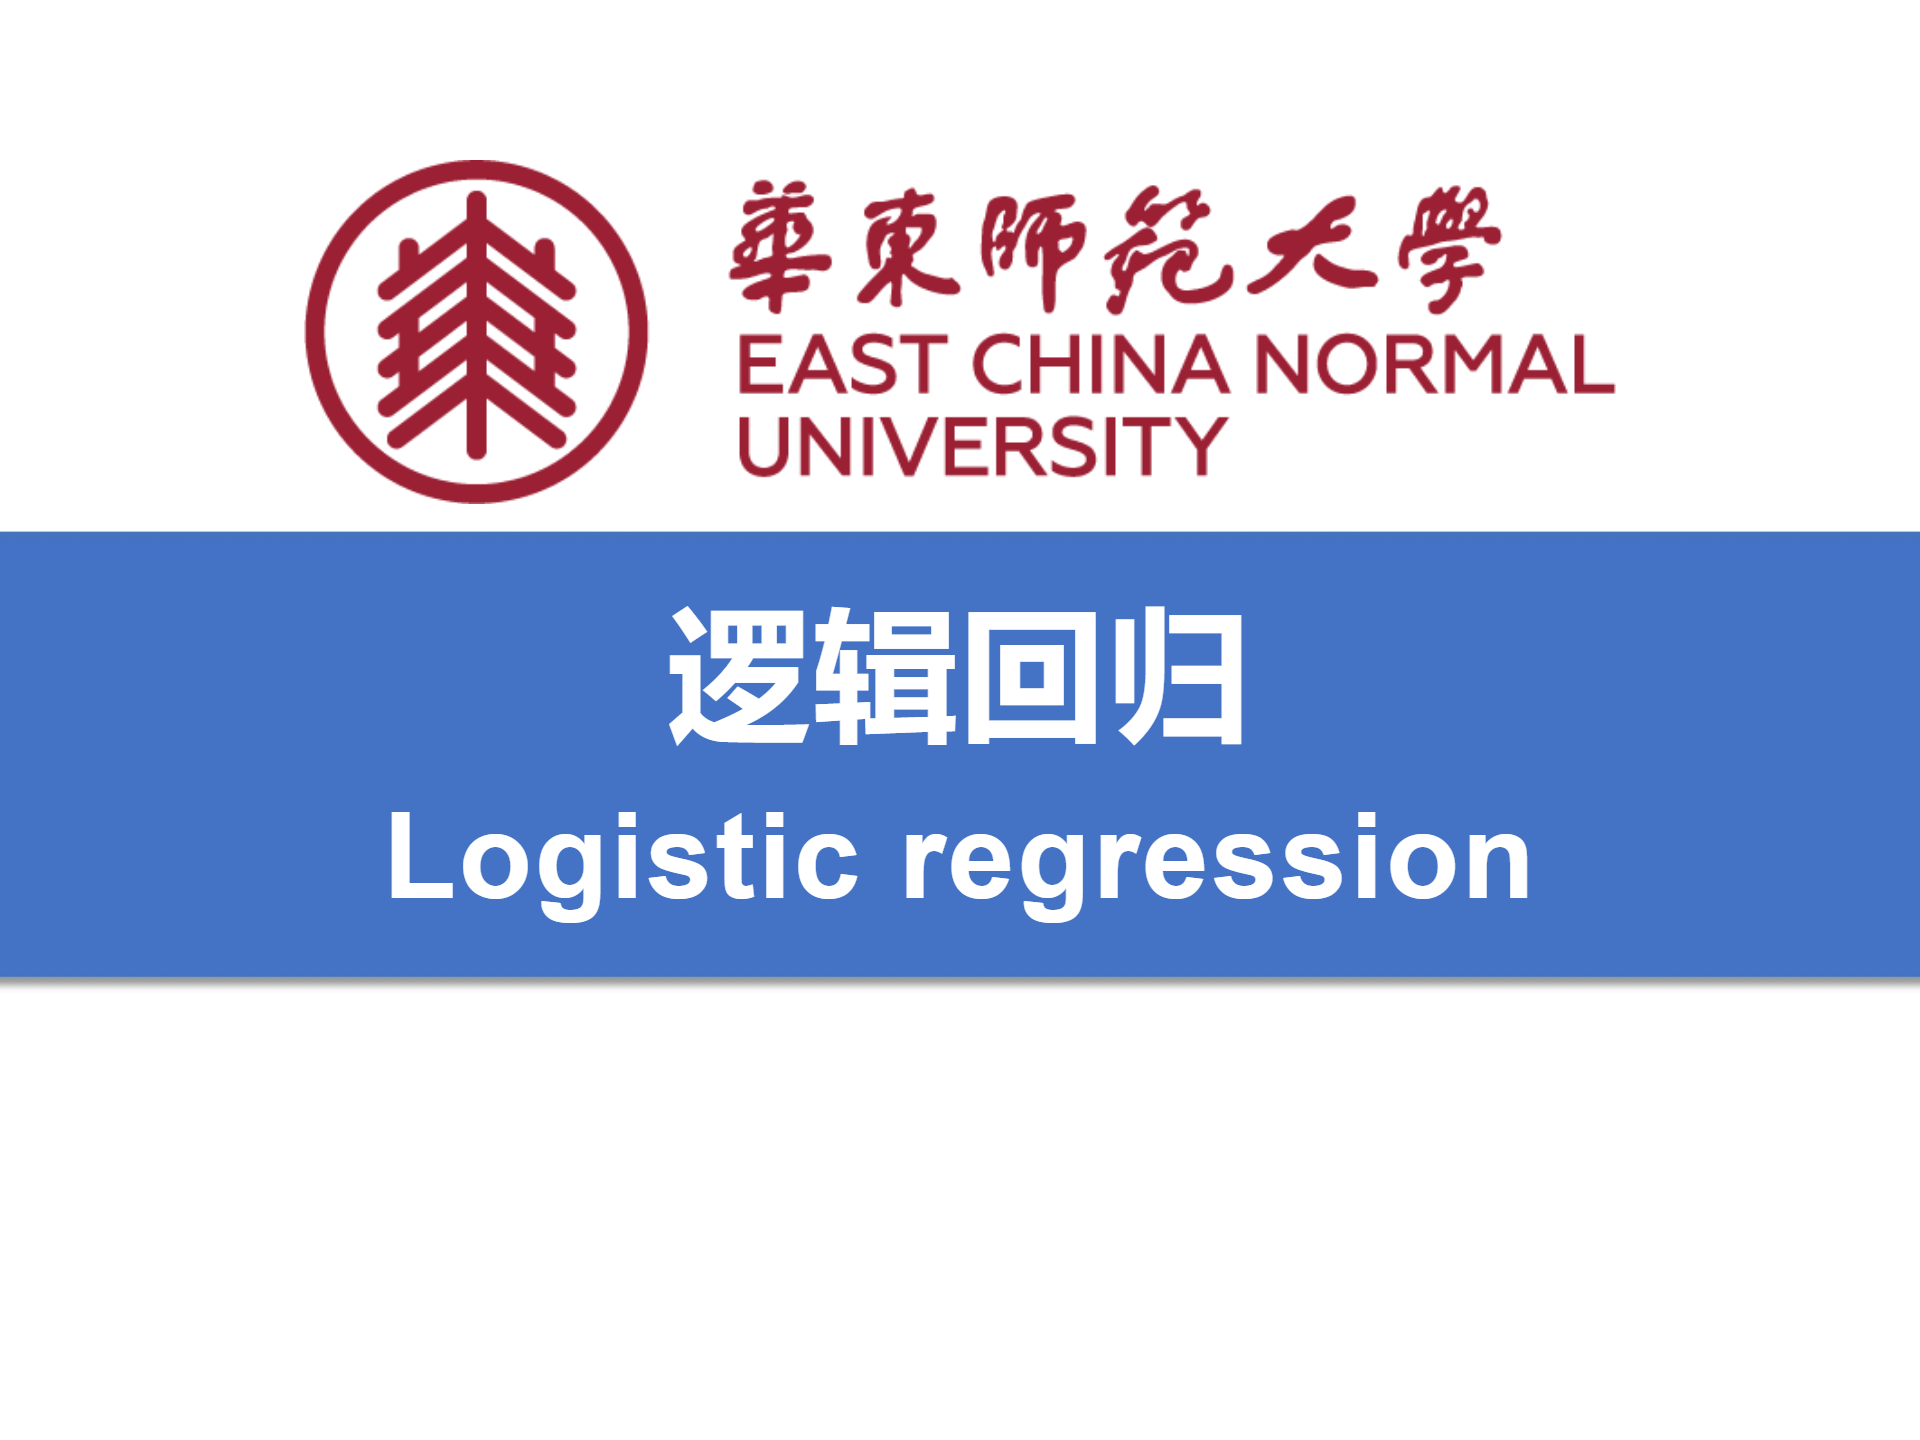 華東師範大學
EAST CHINA NORMAL
UNIVERSITY
逻辑回归
Logistic regression